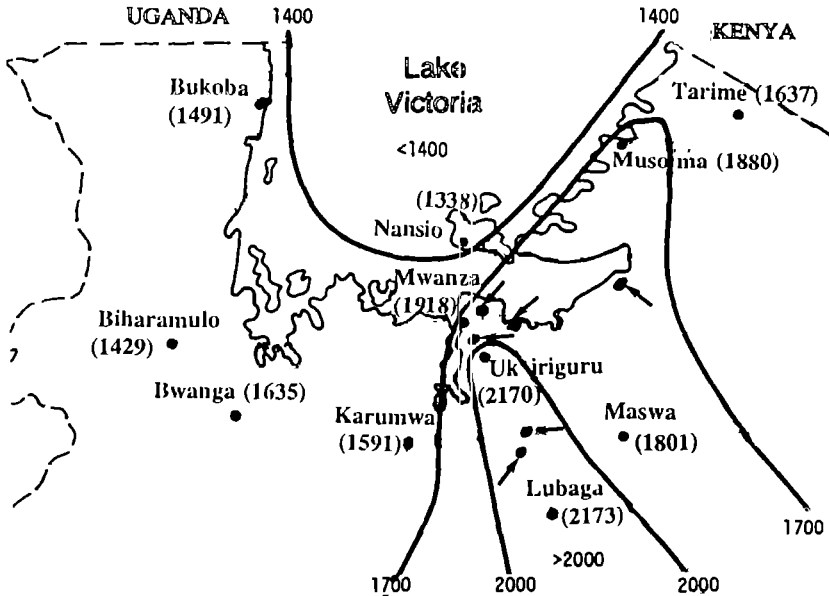 UGANDA
1400
1400
KENYA
Lake
Victoria
<1400
Bukoba
(1491)
Tarime (1637)
Musoma (1880)
(1338)
Nansio
Mwanza
(1918)
Biharamulo
(1429)
Ukiriguru
(2170)
Bwanga (1635)
Karumwa
(1591)
Maswa
(1801)
Lubaga
(2173)
>2000
1700
1700
2000
2000